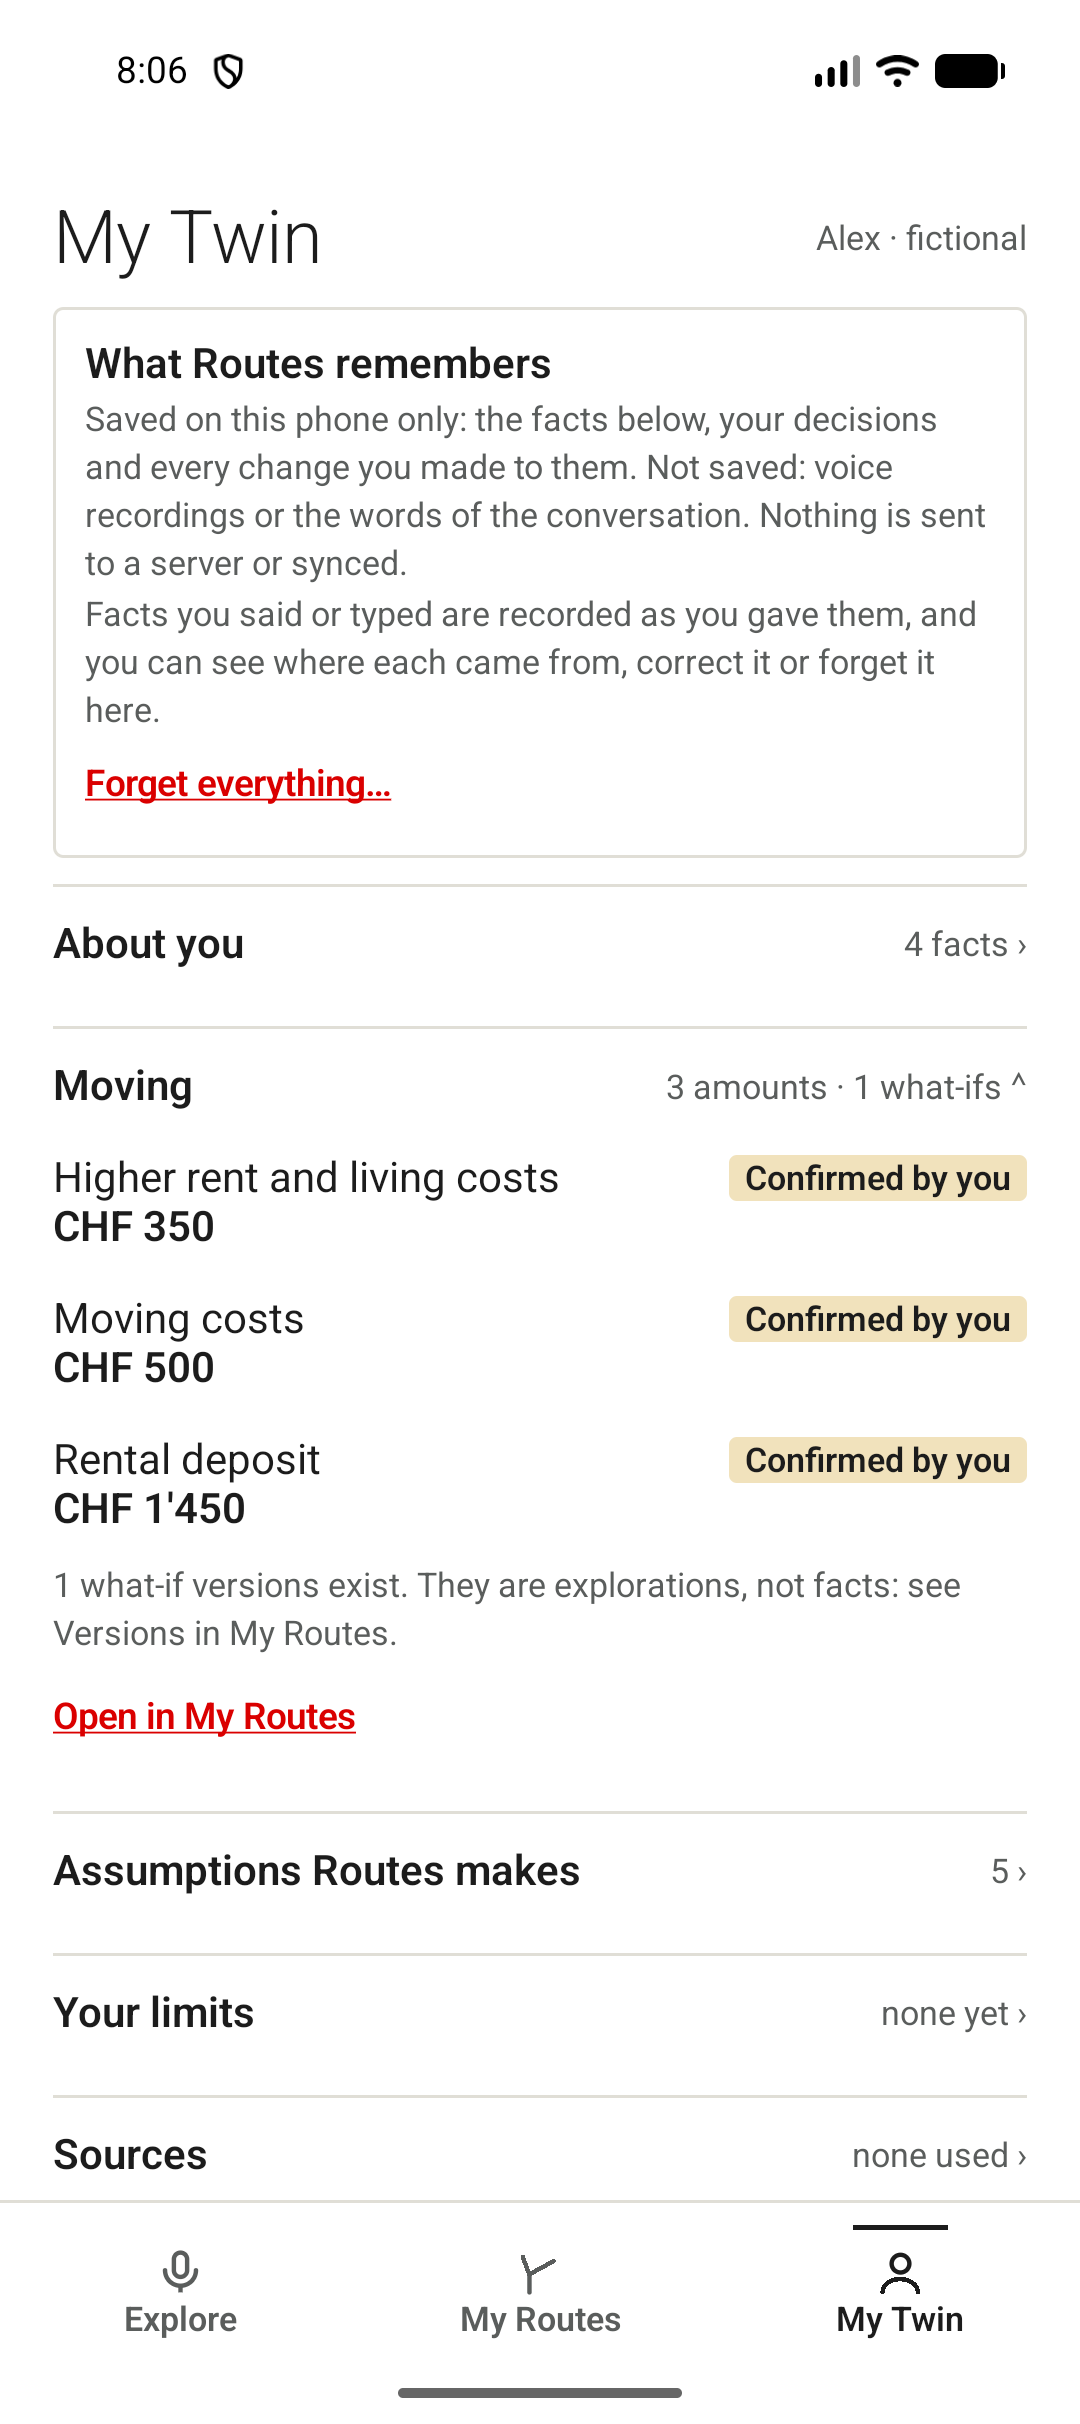 8:06
My Twin
Alex · fictional
What Routes remembers
Saved on this phone only: the facts below, your decisions
and every change you made to them. Not saved: voice
recordings or the words of the conversation. Nothing is sent
to a server or synced.
Facts you said or typed are recorded as you gave them, and
you can see where each came from, correct it or forget it
here.
Forget everything...
About you
4 facts ›
Moving
3 amounts · 1 what-ifs ^
Higher rent and living costs
Confirmed by you
CHF 350
Moving costs
Confirmed by you
CHF 500
Rental deposit
Confirmed by you
CHF 1'450
1 what-if versions exist. They are explorations, not facts: see
Versions in My Routes.
Open in My Routes
Assumptions Routes makes
5 ›
Your limits
none yet ›
Sources
none used ›
Explore
My Routes
My Twin